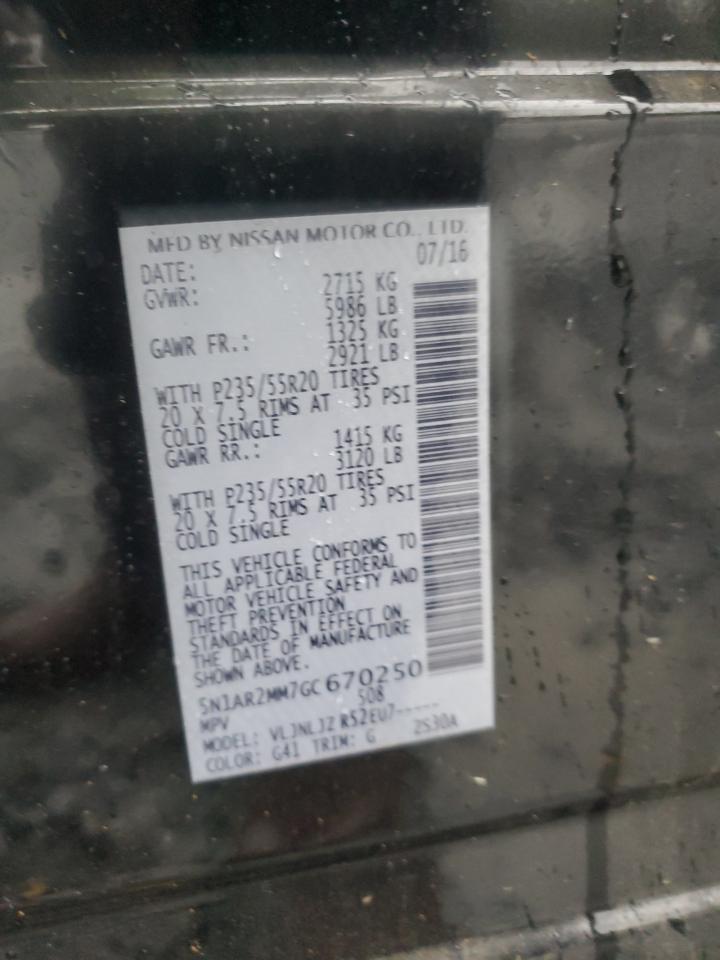 MFD BY NISSAN MOTOR CO., LTD.
DATE: 07/16
GVWR: 2715 KG
5986 LB
GAWR FR.: 1325 KG
2921 LB
WITH P235/55R20 TIRES
20 X 7.5 RIMS AT 35 PSI
COLD SINGLE
GAWR RR.: 1415 KG
3120 LB
WITH P235/55R20 TIRES
20 X 7.5 RIMS AT 35 PSI
COLD SINGLE
THIS VEHICLE CONFORMS TO
ALL APPLICABLE FEDERAL
MOTOR VEHICLE SAFETY AND
THEFT PREVENTION
STANDARDS IN EFFECT ON
THE DATE OF MANUFACTURE
SHOWN ABOVE.
5N1AR2MM7GC670250
MPV 508
MODEL: VLJNLJZ R52EU7-----
COLOR: G41 TRIM: G 2S30A